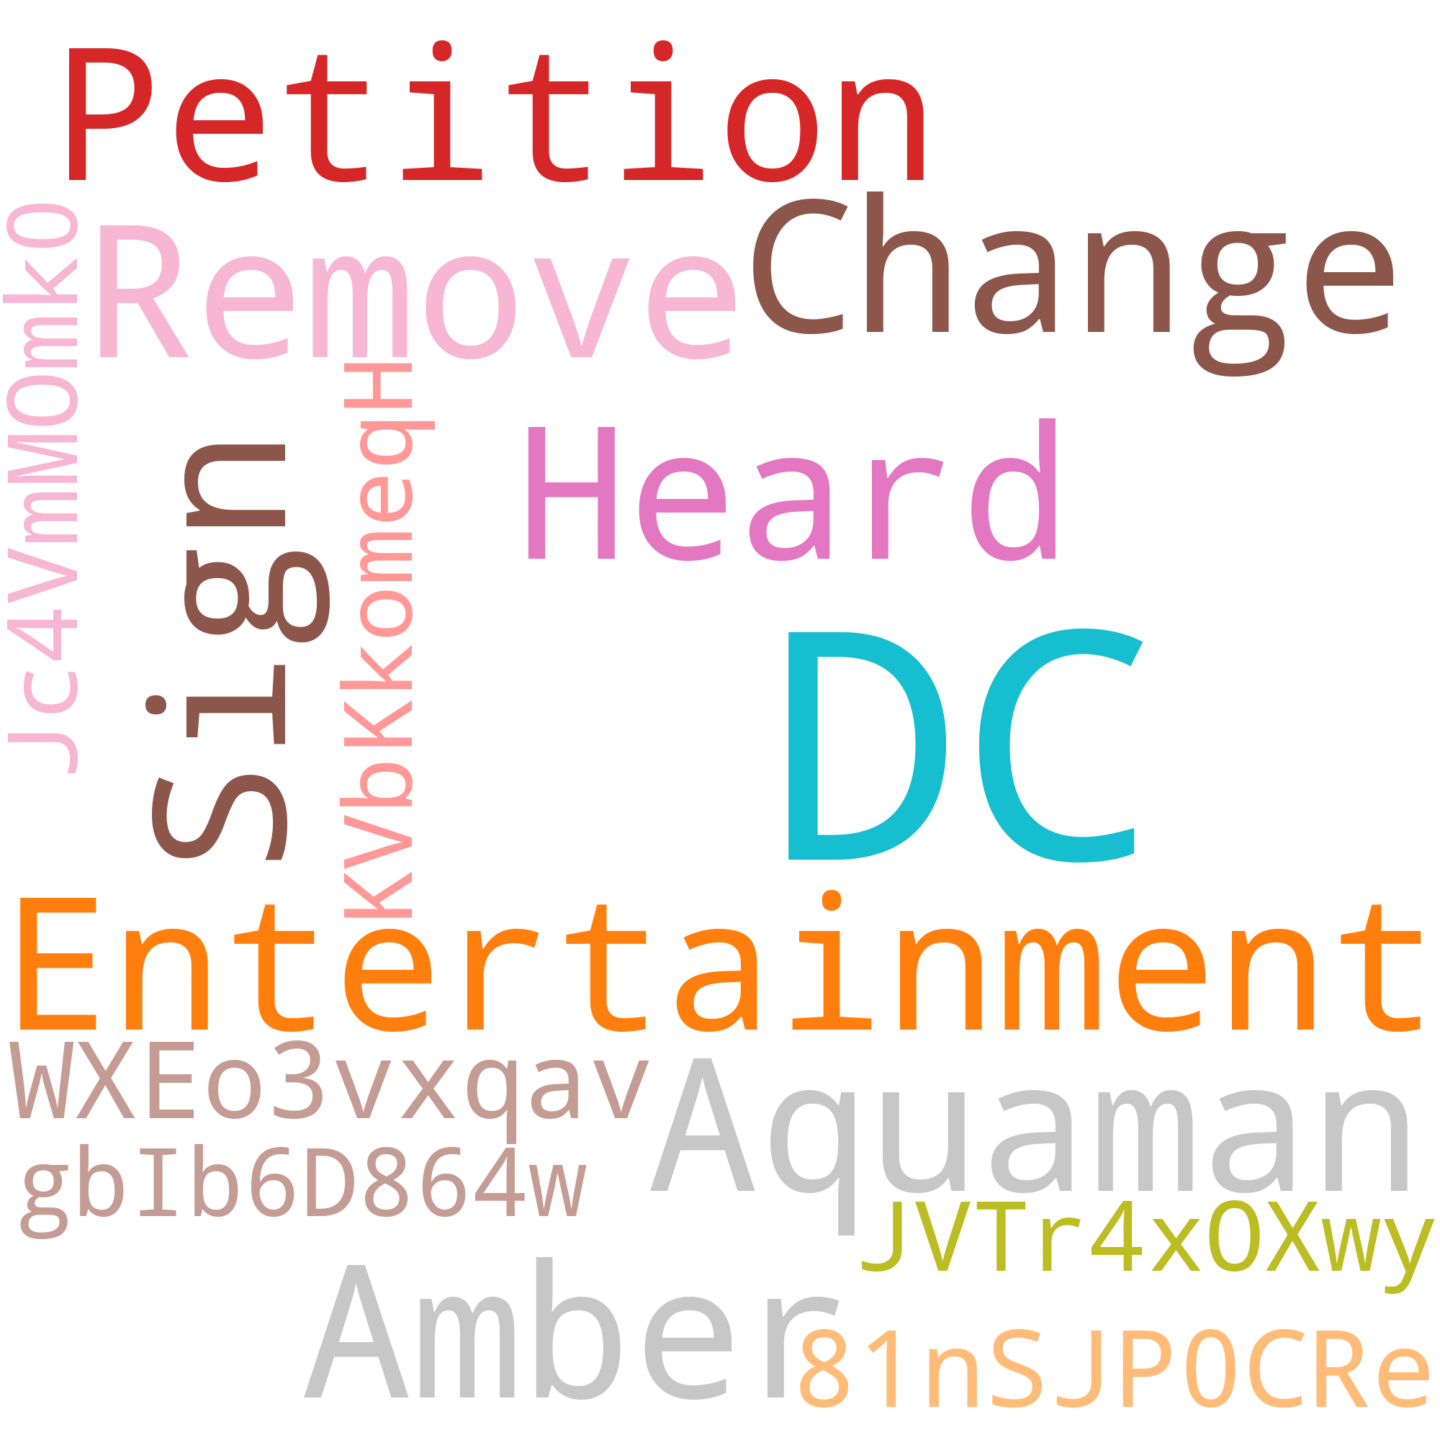 Petition
Remove
Change
Jc4VmMOmk0
Sign
KVbKkomeqH
Heard
DC
Entertainment
WXEo3vxqav
Aquaman
gbIb6D864w
JVTr4xOXwy
Amber
81nSJP0CRe